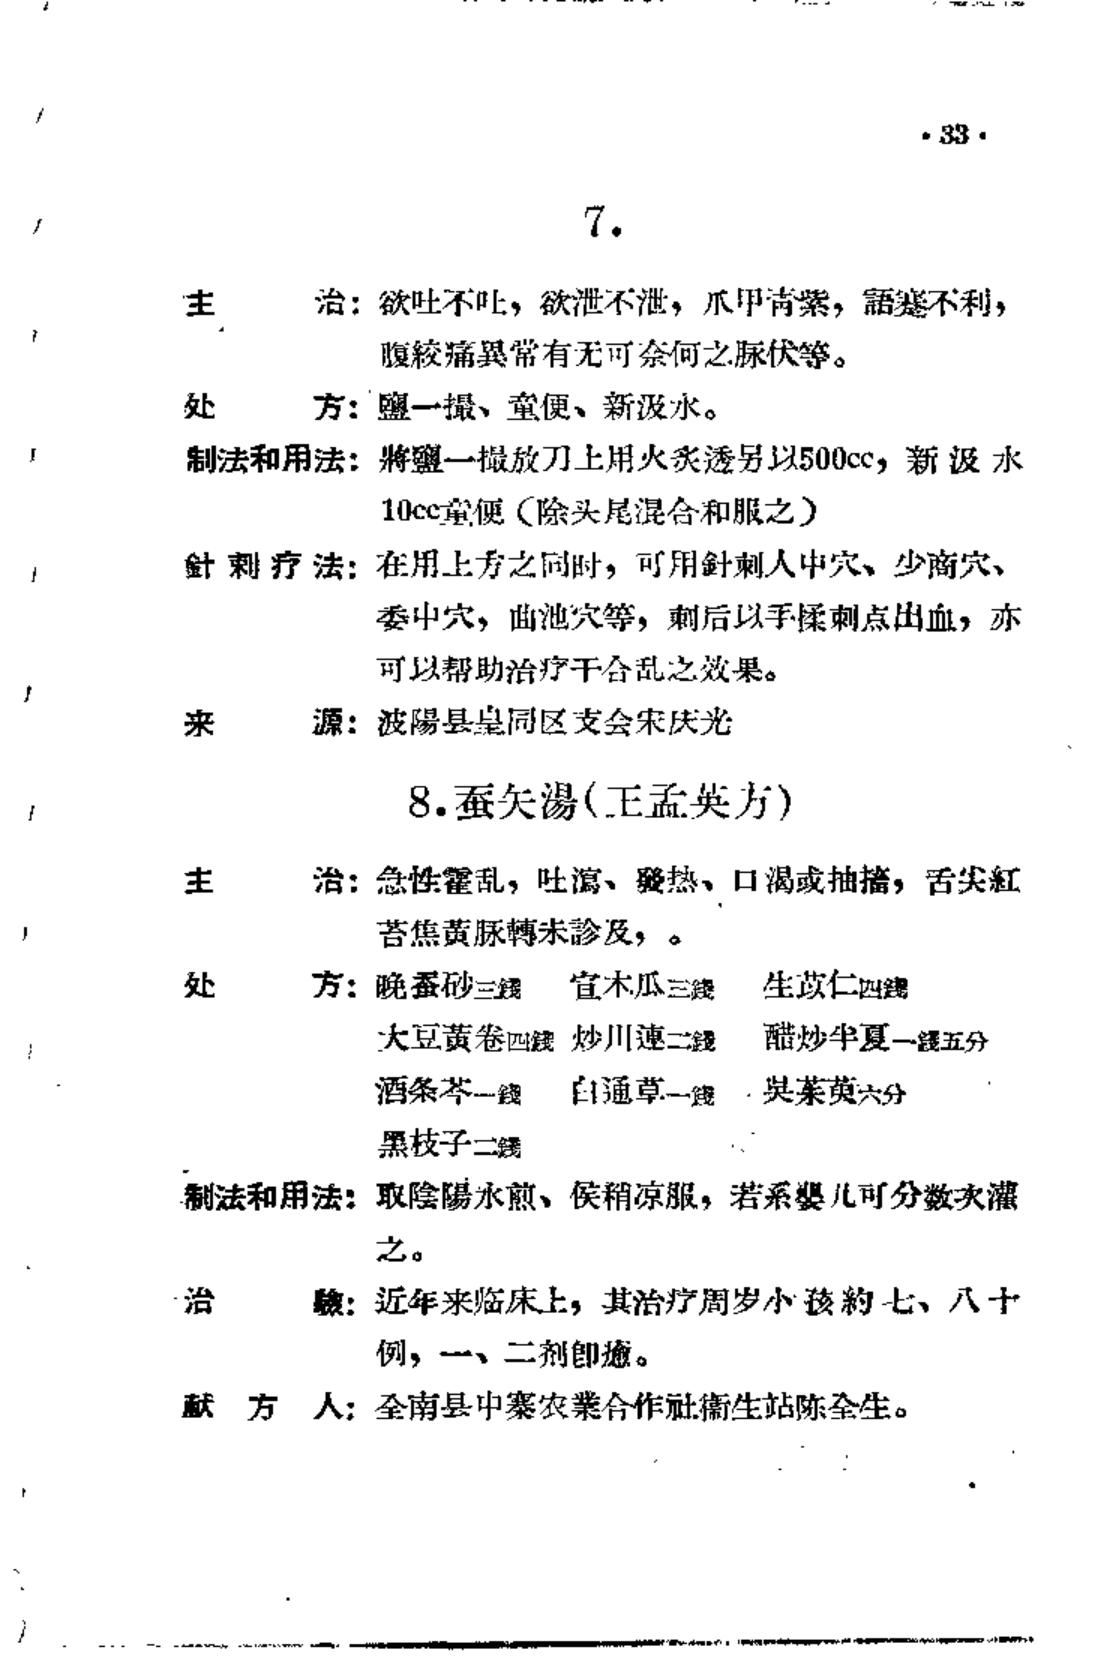 ·33·
7.
主　　治：欲吐不吐，欲泄不泄，爪甲青紫，語蹇不利，
腹絞痛異常有无可奈何之脉伏等。
处　　方：鹽一撮、童便、新汲水。
制法和用法：將鹽一撮放刀上用火炙透另以500cc，新汲水
10cc童便（除头尾混合和服之）
針刺疗法：在用上方之同时，可用針刺人中穴、少商穴、
委中穴，曲池穴等，刺后以手揉刺点出血，亦
可以帮助治疗干合乱之效果。
来　　源：波陽县皇同区支会宋庆光
8.蚕矢湯（王孟英方）
主　　治：急性霍乱，吐瀉、發热、口渴或抽搐，舌尖紅
苔焦黄脉轉未診及，。
处　　方：晚蚕砂三錢　宣木瓜三錢　生苡仁四錢
大豆黄卷四錢　炒川連二錢　醋炒半夏一錢五分
酒条芩一錢　白通草一錢　吳茱萸六分
黑枝子二錢
制法和用法：取陰陽水煎、侯稍凉服，若系嬰儿可分数次灌
之。
治　　驗：近年来临床上，其治疗周岁小孩約七、八十
例，一、二剂卽癒。
献方人：全南县中寨农業合作社衞生站陈全生。